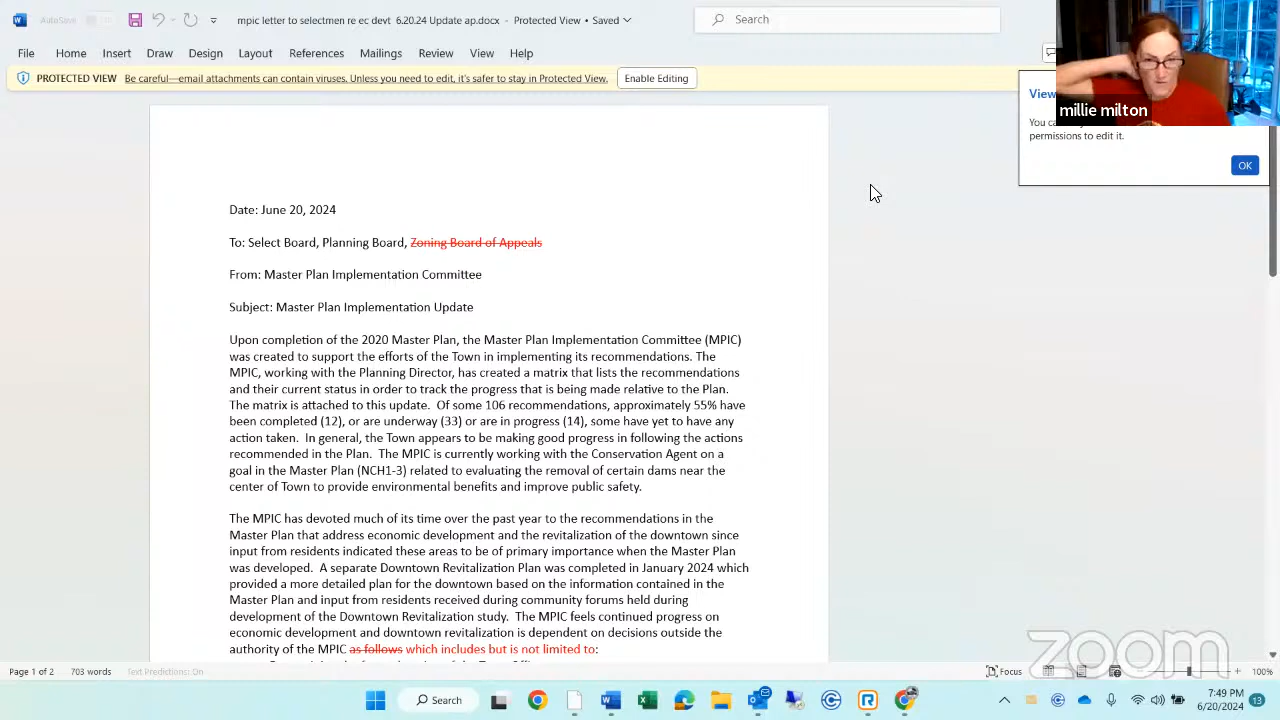 AutoSave
mpic letter to selectmen re ec devt 6.20.24 Update ap.docx • Protected View • Saved
Search
File Home Insert Draw Design Layout References Mailings Review View Help
PROTECTED VIEW Be careful—email attachments can contain viruses. Unless you need to edit, it's safer to stay in Protected View. Enable Editing
View
You ca
permissions to edit it.
OK
millie milton
Date: June 20, 2024
To: Select Board, Planning Board, Zoning Board of Appeals
From: Master Plan Implementation Committee
Subject: Master Plan Implementation Update
Upon completion of the 2020 Master Plan, the Master Plan Implementation Committee (MPIC)
was created to support the efforts of the Town in implementing its recommendations. The
MPIC, working with the Planning Director, has created a matrix that lists the recommendations
and their current status in order to track the progress that is being made relative to the Plan.
The matrix is attached to this update. Of some 106 recommendations, approximately 55% have
been completed (12), or are underway (33) or are in progress (14), some have yet to have any
action taken. In general, the Town appears to be making good progress in following the actions
recommended in the Plan. The MPIC is currently working with the Conservation Agent on a
goal in the Master Plan (NCH1-3) related to evaluating the removal of certain dams near the
center of Town to provide environmental benefits and improve public safety.
The MPIC has devoted much of its time over the past year to the recommendations in the
Master Plan that address economic development and the revitalization of the downtown since
input from residents indicated these areas to be of primary importance when the Master Plan
was developed. A separate Downtown Revitalization Plan was completed in January 2024 which
provided a more detailed plan for the downtown based on the information contained in the
Master Plan and input from residents received during community forums held during
development of the Downtown Revitalization study. The MPIC feels continued progress on
economic development and downtown revitalization is dependent on decisions outside the
authority of the MPIC as follows which includes but is not limited to:
Page 1 of 2 703 words Text Predictions: On
Focus
100%
zoom
Search
7:49 PM
6/20/2024
13